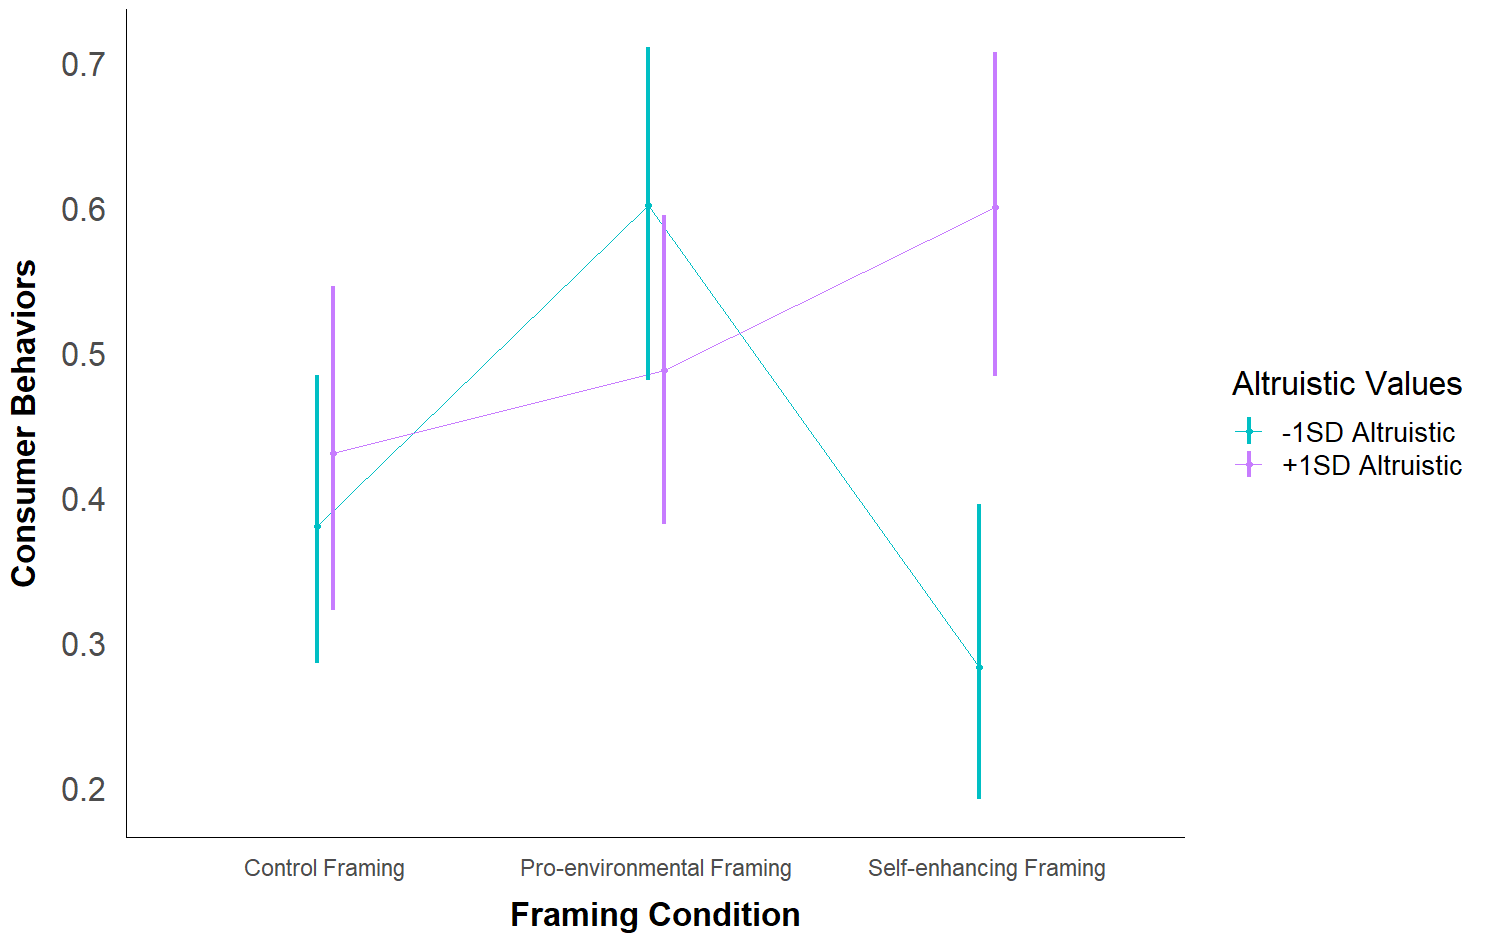 Consumer Behaviors
0.7
0.6
0.5
0.4
0.3
0.2
Control Framing
Pro-environmental Framing
Self-enhancing Framing
Framing Condition
Altruistic Values
-1SD Altruistic
+1SD Altruistic